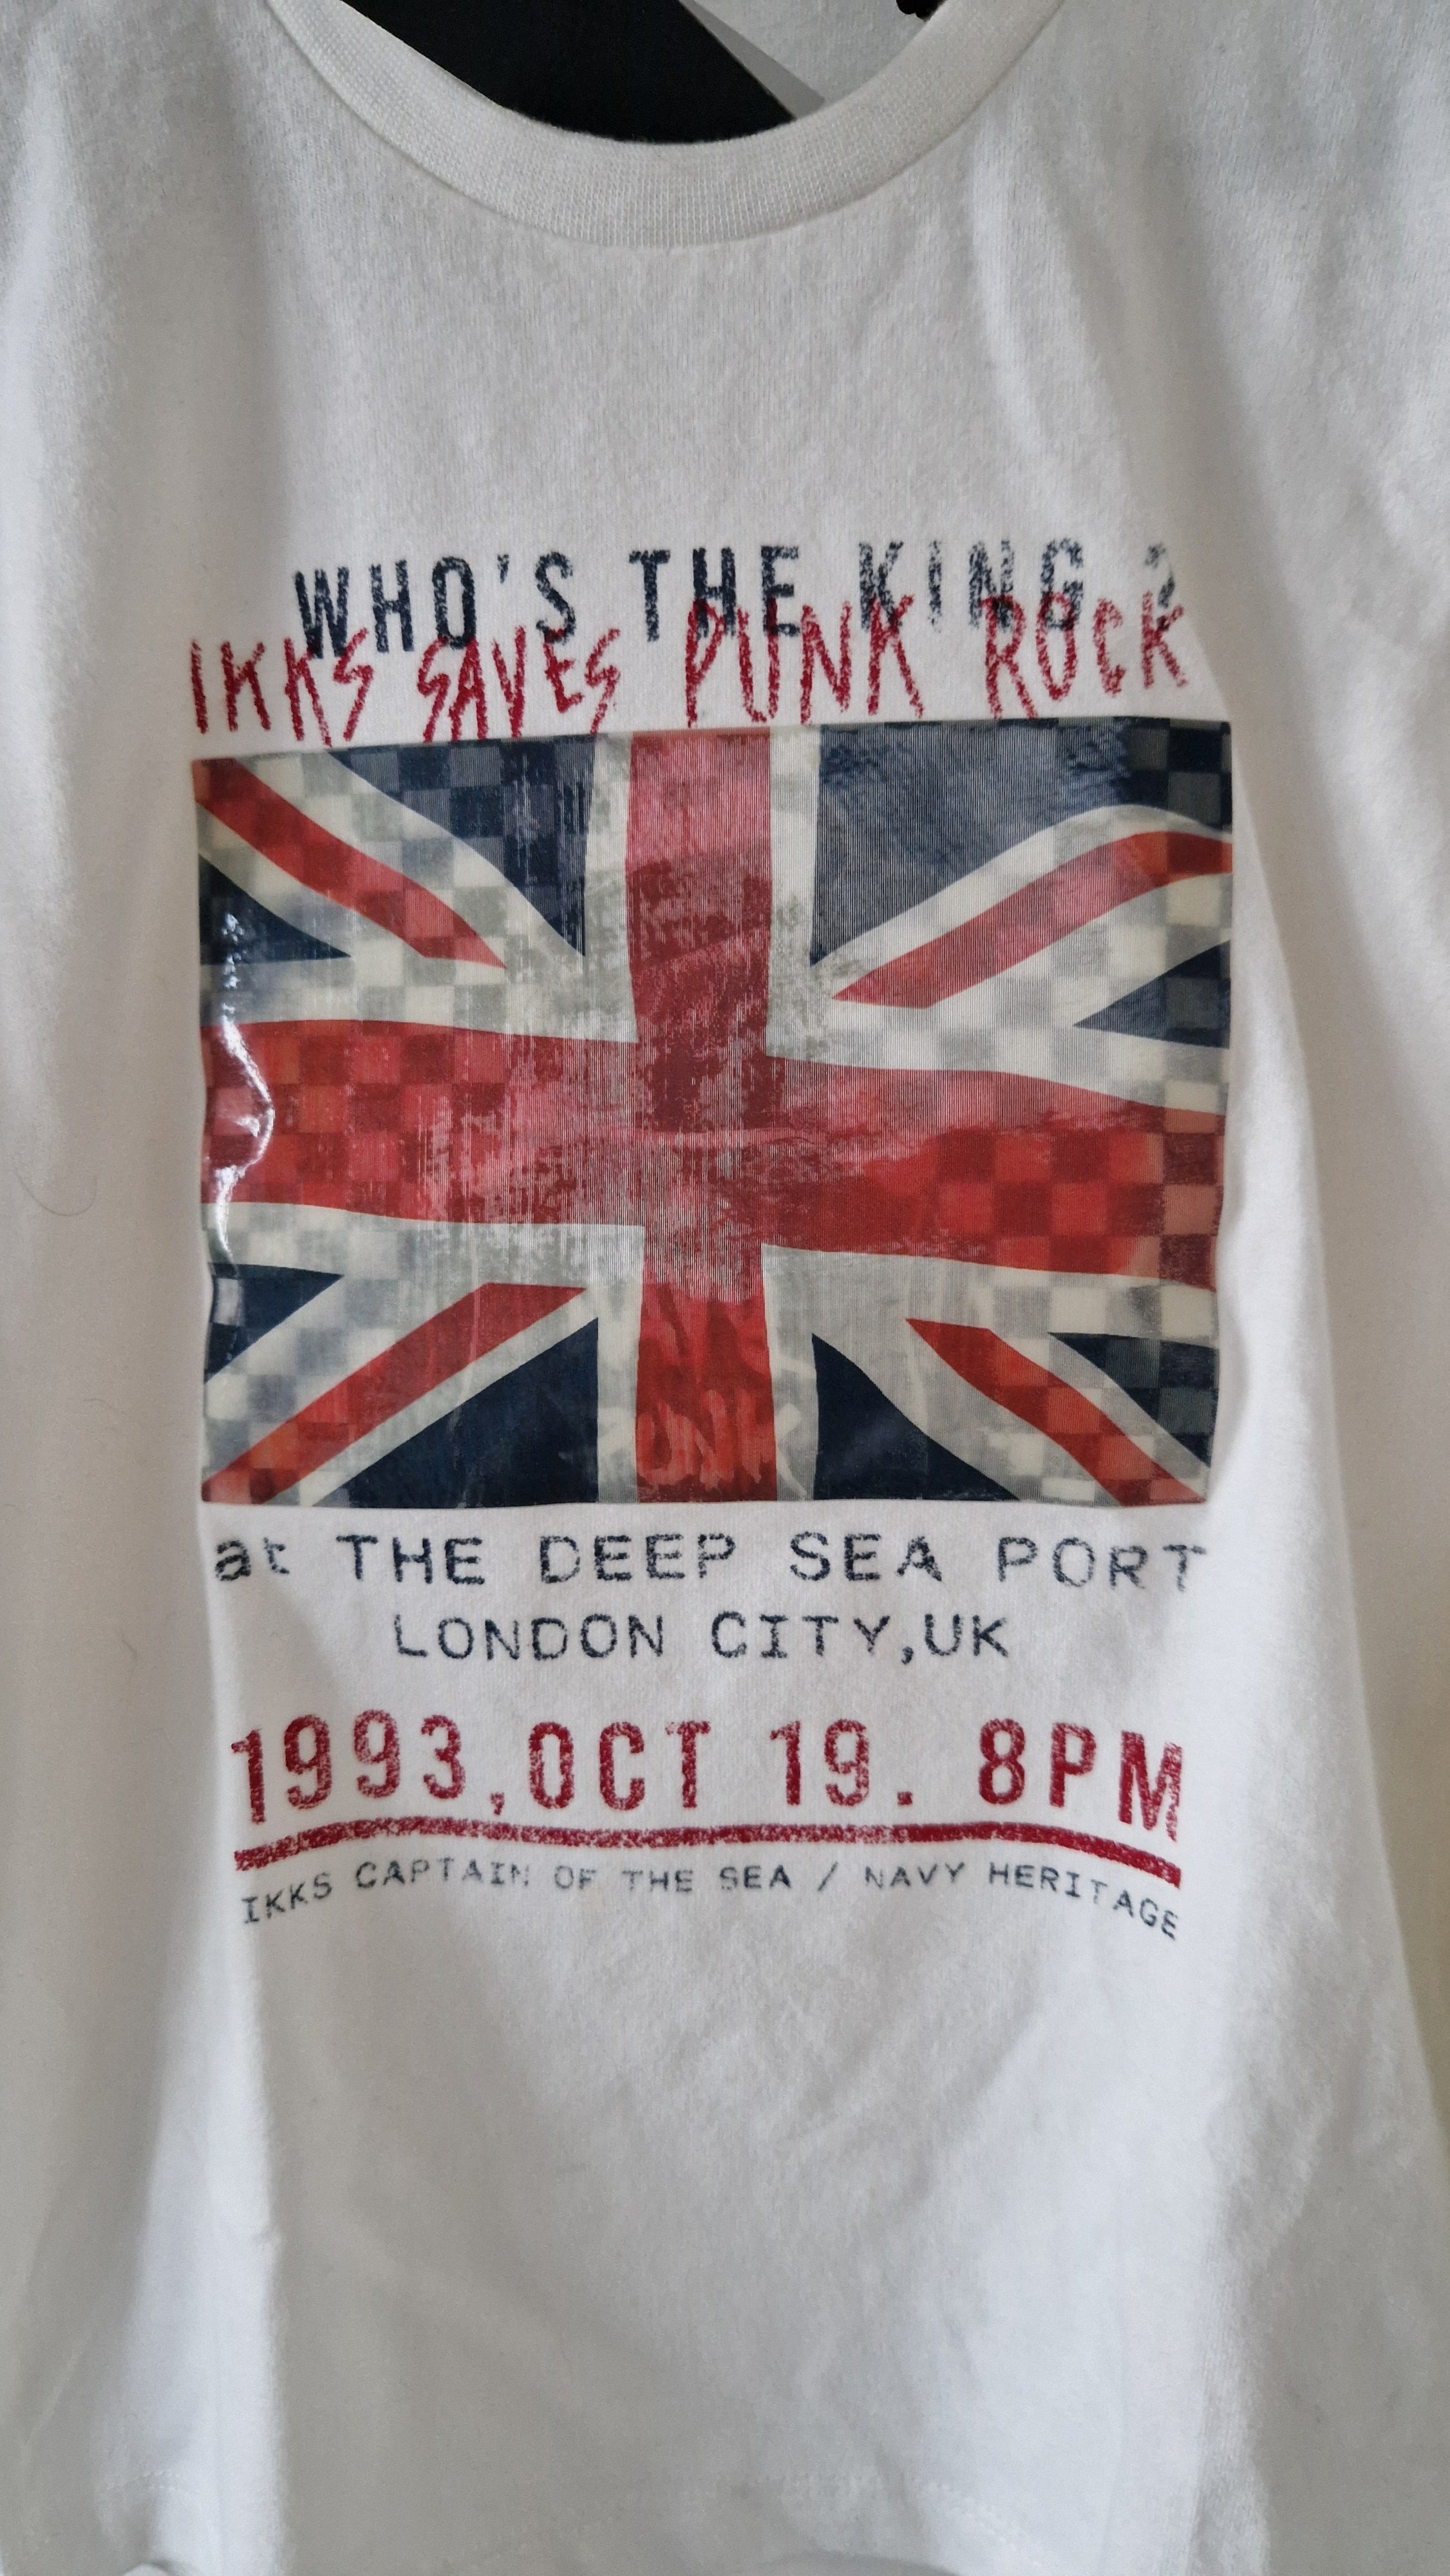 WHO'S THE KING ?
IKKS SAVES PUNK ROCK
at THE DEEP SEA PORT
LONDON CITY,UK
1993,OCT 19. 8PM
IKKS CAPTAIN OF THE SEA / NAVY HERITAGE